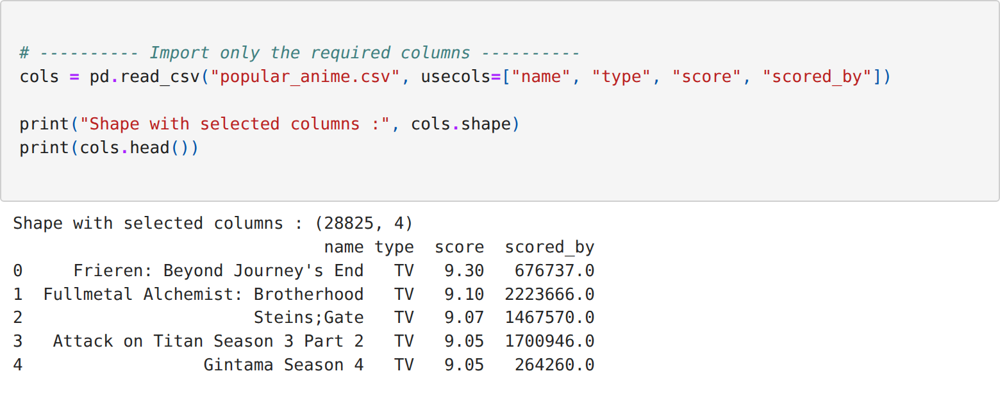 # ---------- Import only the required columns ----------
cols = pd.read_csv("popular_anime.csv", usecols=["name", "type", "score", "scored_by"])
print("Shape with selected columns :", cols.shape)
print(cols.head())
Shape with selected columns : (28825, 4)
                               name type  score  scored_by
0     Frieren: Beyond Journey's End   TV   9.30   676737.0
1  Fullmetal Alchemist: Brotherhood   TV   9.10  2223666.0
2                       Steins;Gate   TV   9.07  1467570.0
3   Attack on Titan Season 3 Part 2   TV   9.05  1700946.0
4                  Gintama Season 4   TV   9.05   264260.0